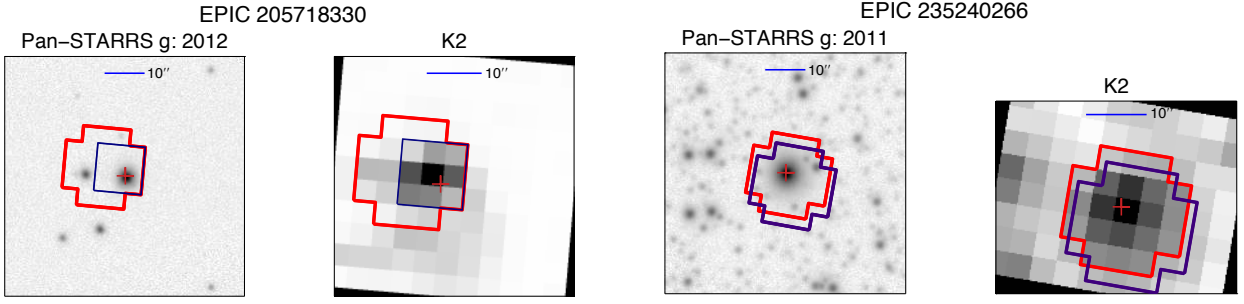 EPIC 205718330
Pan−STARRS g: 2012
K2
10′′
10′′
EPIC 235240266
Pan−STARRS g: 2011
K2
10′′
10′′